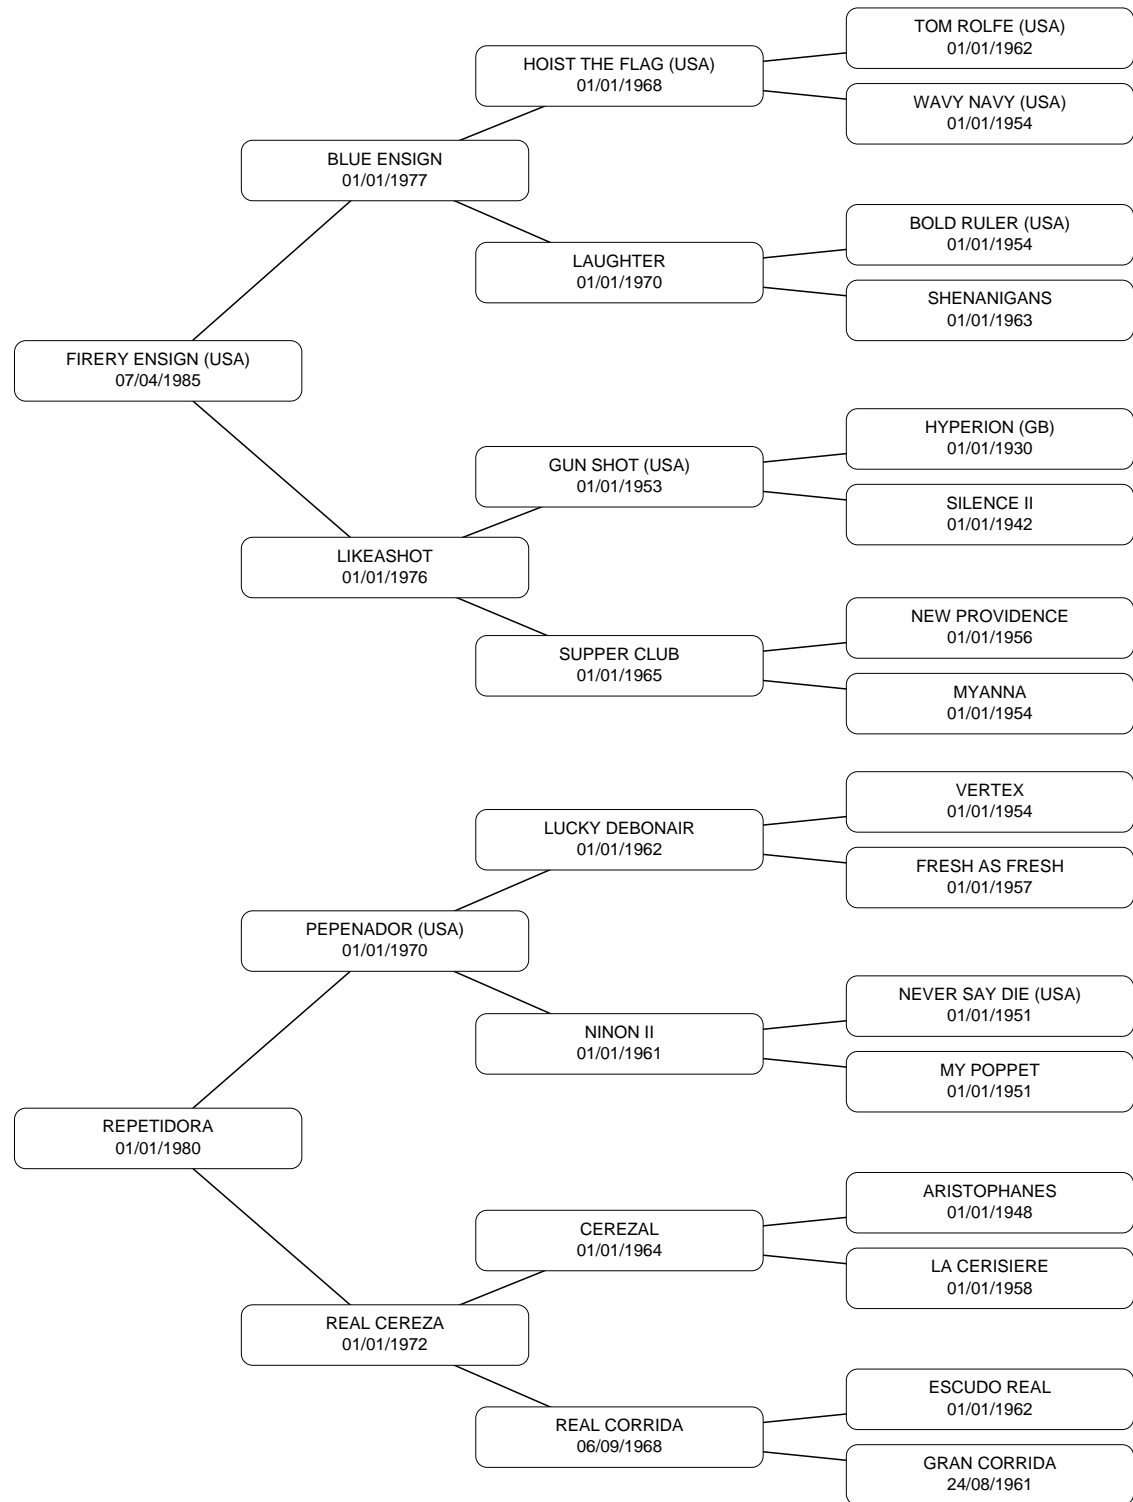 TOM ROLFE (USA)
01/01/1962
HOIST THE FLAG (USA)
01/01/1968
WAVY NAVY (USA)
01/01/1954
BLUE ENSIGN
01/01/1977
BOLD RULER (USA)
01/01/1954
LAUGHTER
01/01/1970
SHENANIGANS
01/01/1963
FIRERY ENSIGN (USA)
07/04/1985
HYPERION (GB)
01/01/1930
GUN SHOT (USA)
01/01/1953
SILENCE II
01/01/1942
LIKEASHOT
01/01/1976
NEW PROVIDENCE
01/01/1956
SUPPER CLUB
01/01/1965
MYANNA
01/01/1954
VERTEX
01/01/1954
LUCKY DEBONAIR
01/01/1962
FRESH AS FRESH
01/01/1957
PEPENADOR (USA)
01/01/1970
NEVER SAY DIE (USA)
01/01/1951
NINON II
01/01/1961
MY POPPET
01/01/1951
REPETIDORA
01/01/1980
ARISTOPHANES
01/01/1948
CEREZAL
01/01/1964
LA CERISIERE
01/01/1958
REAL CEREZA
01/01/1972
ESCUDO REAL
01/01/1962
REAL CORRIDA
06/09/1968
GRAN CORRIDA
24/08/1961